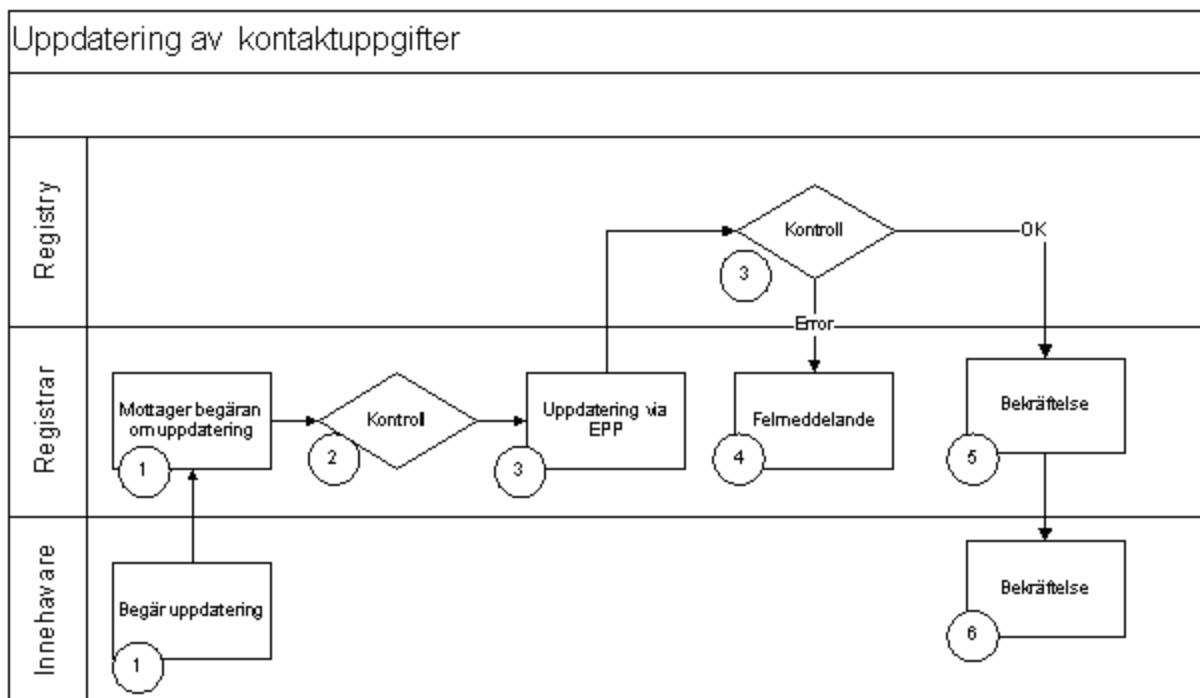 Uppdatering av kontaktuppgifter
Registry
Kontroll
3
OK
Error
Registrar
Mottager begäran
om uppdatering
1
Kontroll
2
Uppdatering via
EPP
3
Felmeddelande
4
Bekräftelse
5
Innehavare
Begär uppdatering
1
Bekräftelse
6